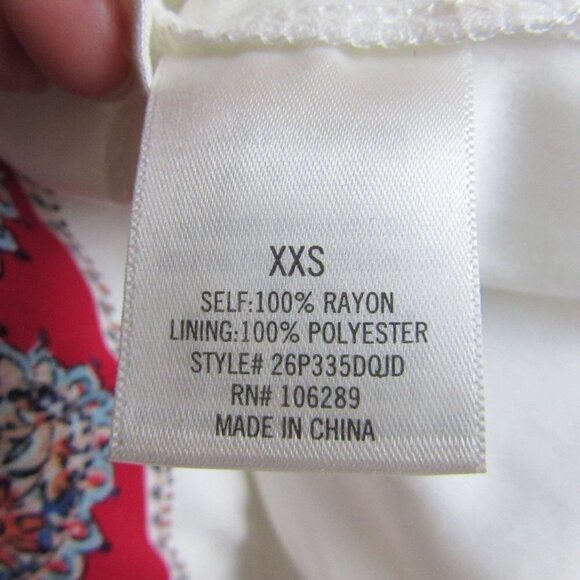 XXS
SELF:100% RAYON
LINING:100% POLYESTER
STYLE# 26P335DQJD
RN# 106289
MADE IN CHINA